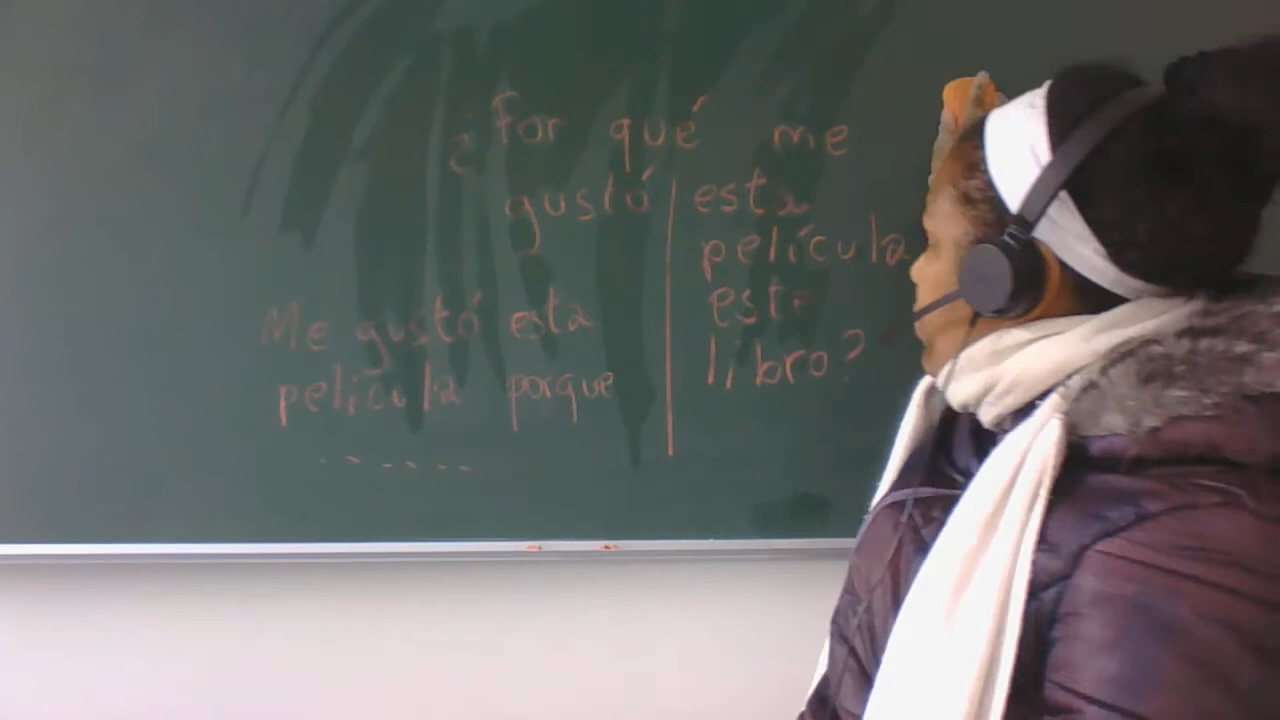 ¿Por qué me
gustó | esta
película
este
libro?
Me gustó esta
película porque
.......